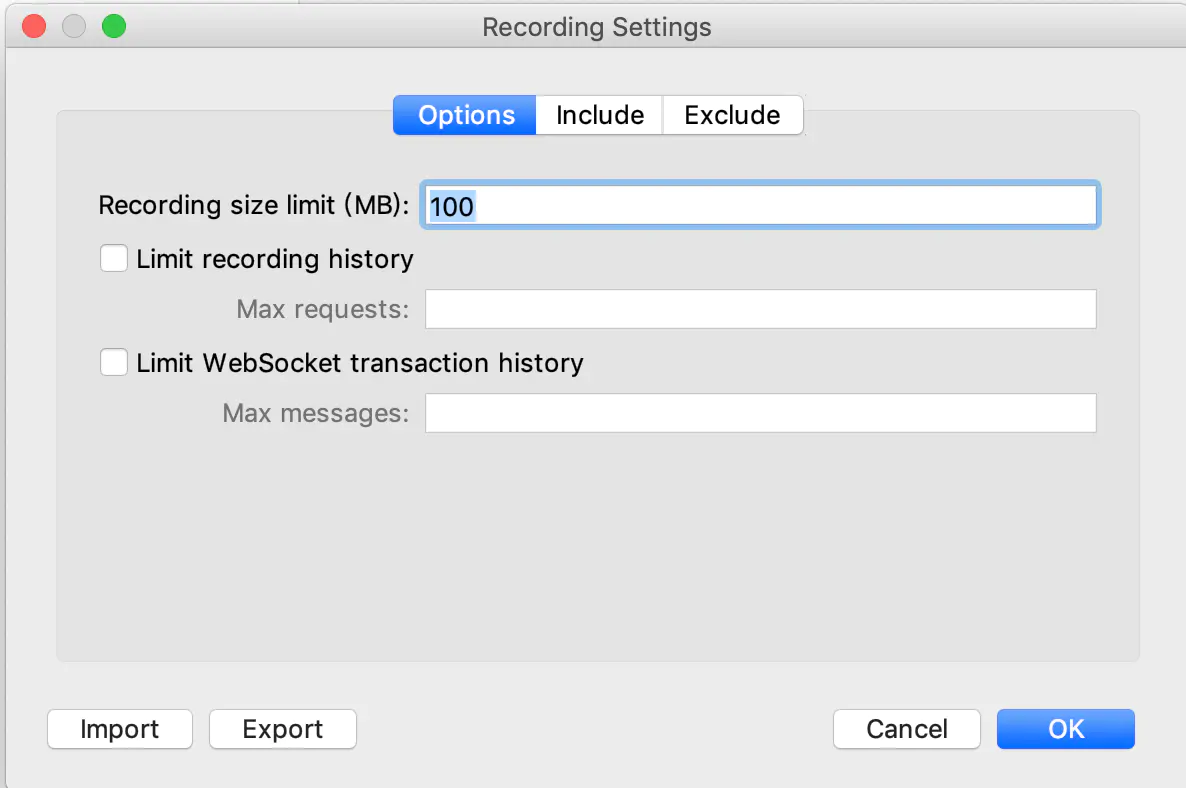 Recording Settings
Options Include Exclude
Recording size limit (MB): 100
Limit recording history
Max requests:
Limit WebSocket transaction history
Max messages:
Import Export Cancel OK